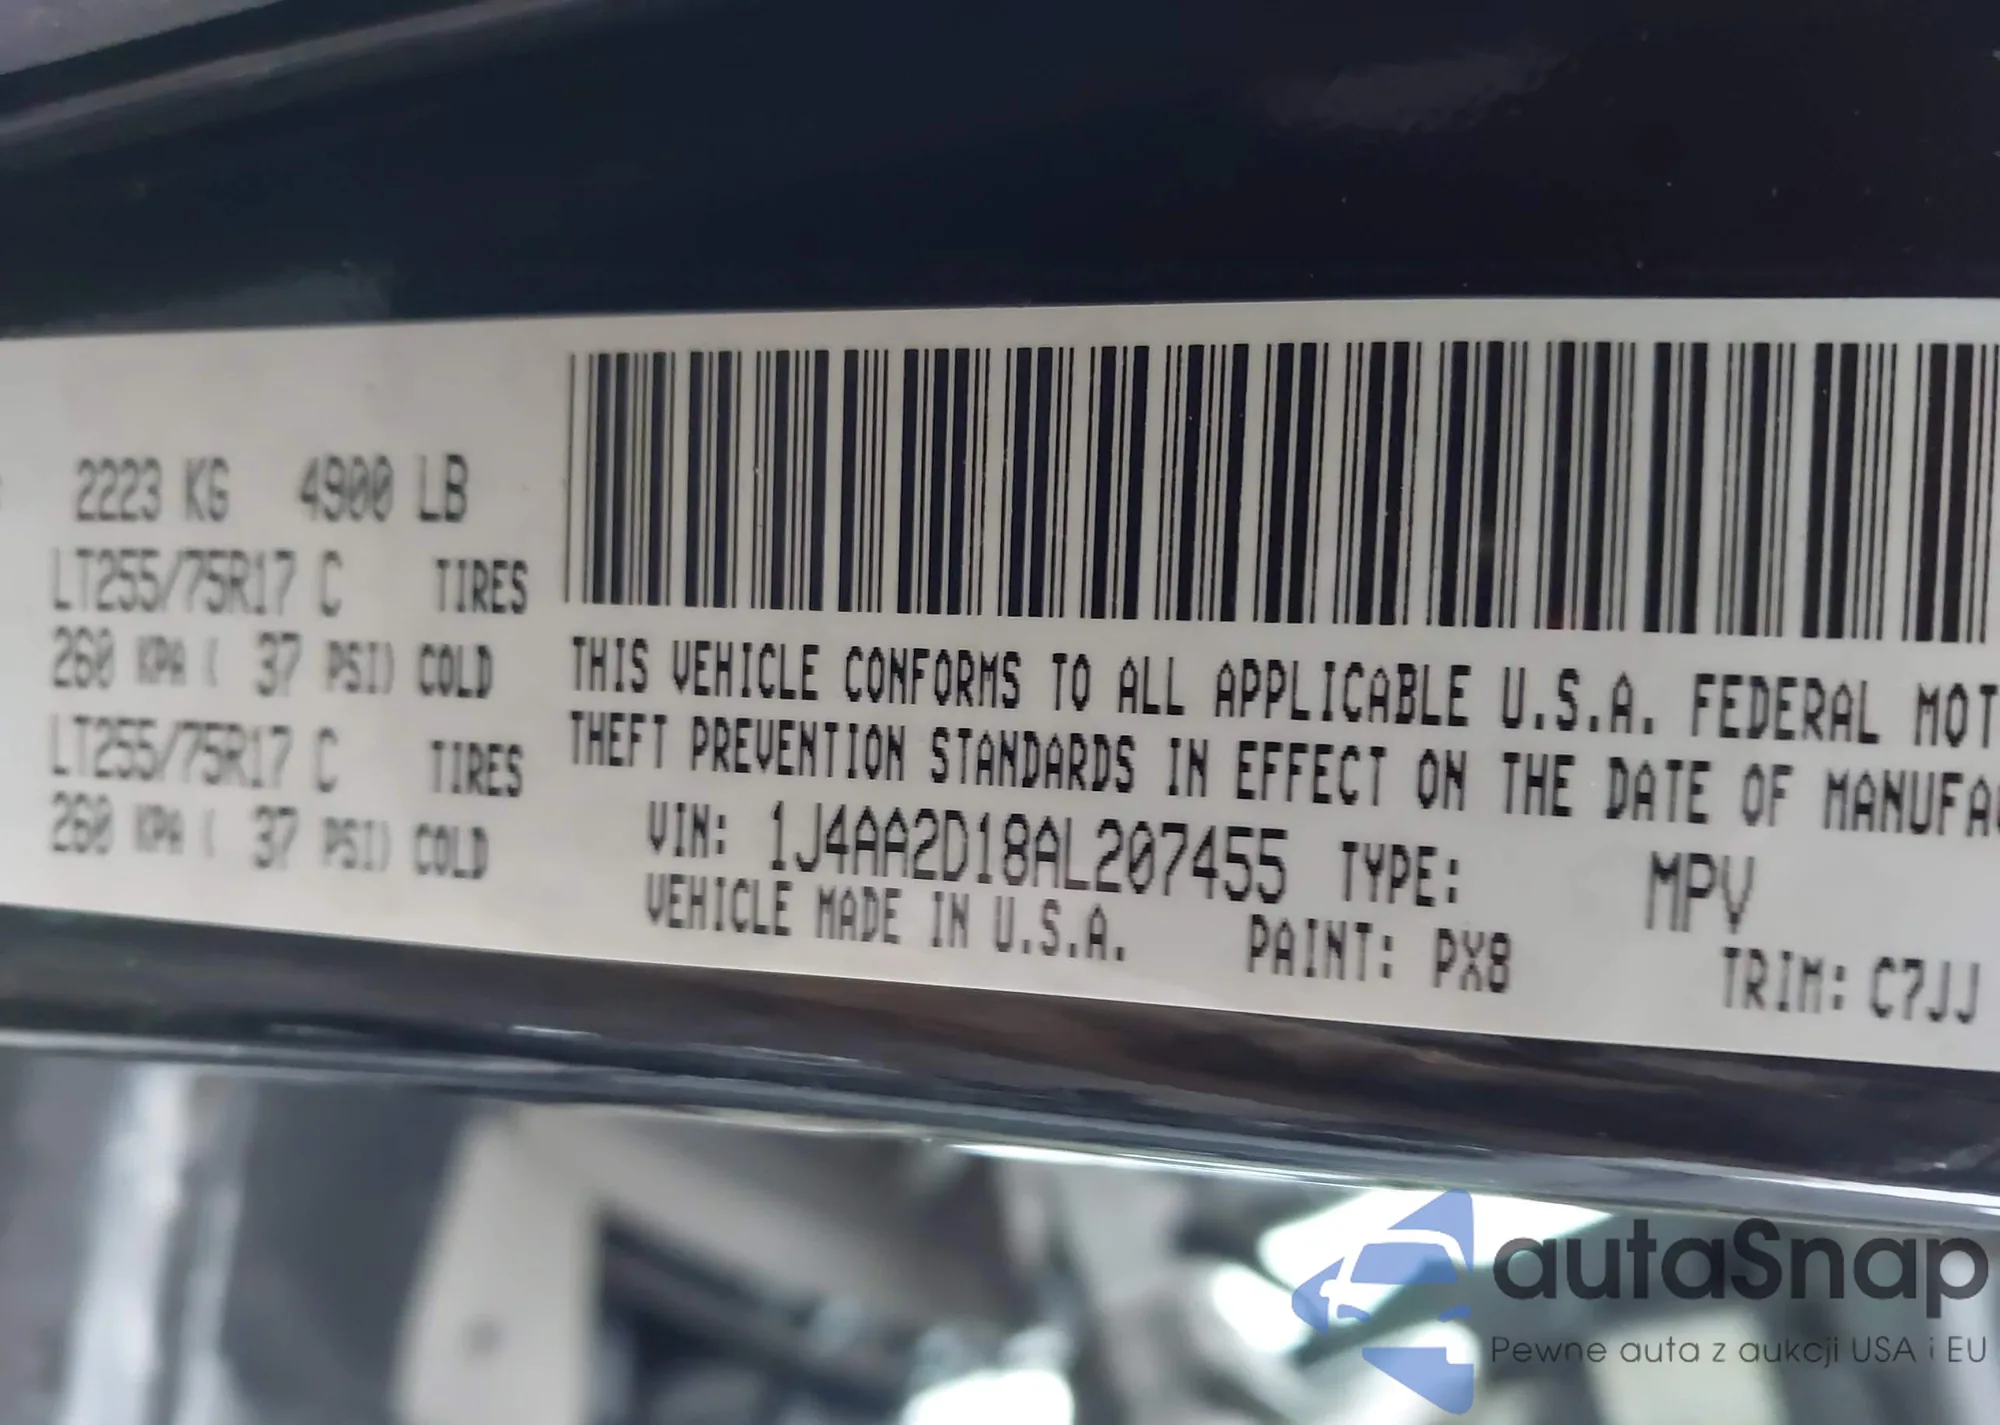 2223 KG 4900 LB
LT255/75R17 C TIRES
260 KPA ( 37 PSI) COLD
LT255/75R17 C TIRES
260 KPA ( 37 PSI) COLD
THIS VEHICLE CONFORMS TO ALL APPLICABLE U.S.A. FEDERAL MOT
THEFT PREVENTION STANDARDS IN EFFECT ON THE DATE OF MANUFA
VIN: 1J4AA2D18AL207455 TYPE: MPV
VEHICLE MADE IN U.S.A. PAINT: PX8 TRIM: C7JJ
autaSnap
Pewne auta z aukcji USA i EU